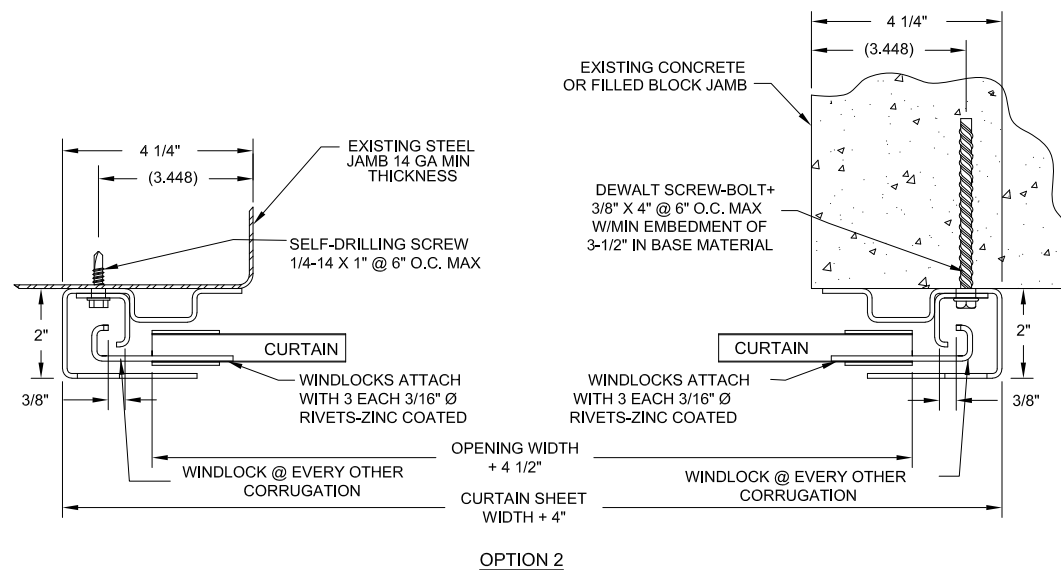 4 1/4"
(3.448)
EXISTING CONCRETE
OR FILLED BLOCK JAMB
4 1/4"
(3.448)
EXISTING STEEL
JAMB 14 GA MIN
THICKNESS
SELF-DRILLING SCREW
1/4-14 X 1" @ 6" O.C. MAX
DEWALT SCREW-BOLT+
3/8" X 4" @ 6" O.C. MAX
W/MIN EMBEDMENT OF
3-1/2" IN BASE MATERIAL
2"
CURTAIN
3/8"
WINDLOCKS ATTACH
WITH 3 EACH 3/16" Ø
RIVETS-ZINC COATED
CURTAIN
2"
WINDLOCKS ATTACH
WITH 3 EACH 3/16" Ø
RIVETS-ZINC COATED
3/8"
OPENING WIDTH
+ 4 1/2"
WINDLOCK @ EVERY OTHER
CORRUGATION
WINDLOCK @ EVERY OTHER
CORRUGATION
CURTAIN SHEET
WIDTH + 4"
OPTION 2